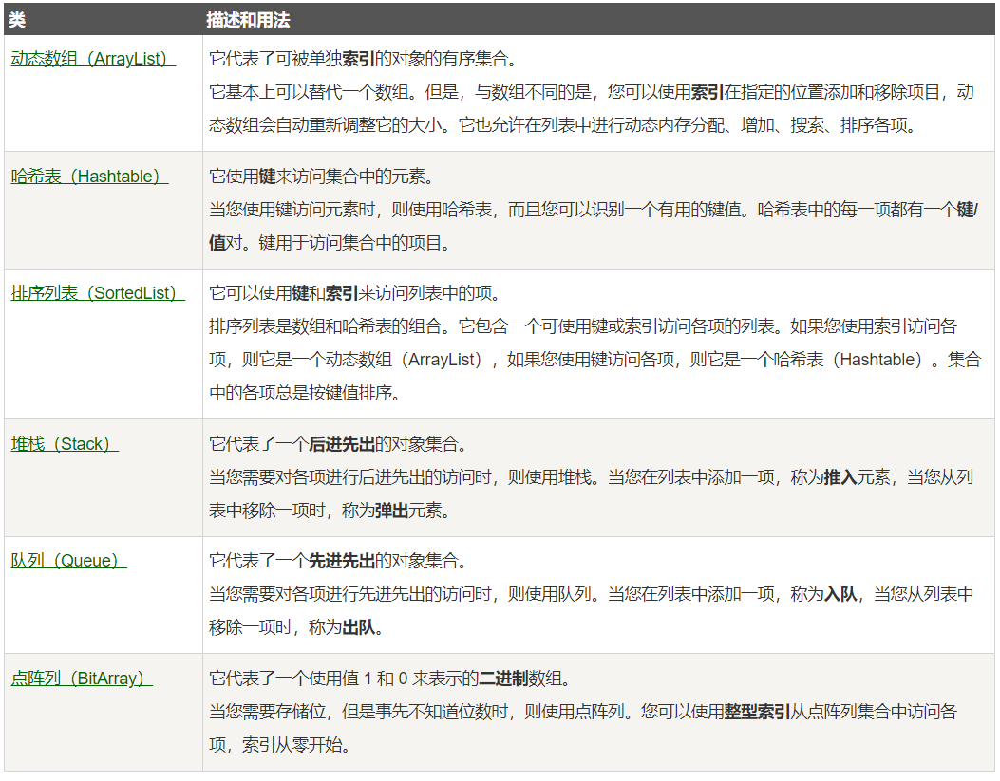 类 描述和用法
动态数组（ArrayList） 它代表了可被单独索引的对象的有序集合。
它基本上可以替代一个数组。但是，与数组不同的是，您可以使用索引在指定的位置添加和移除项目，动
态数组会自动重新调整它的大小。它也允许在列表中进行动态内存分配、增加、搜索、排序各项。
哈希表（Hashtable） 它使用键来访问集合中的元素。
当您使用键访问元素时，则使用哈希表，而且您可以识别一个有用的键值。哈希表中的每一项都有一个键/
值对。键用于访问集合中的项目。
排序列表（SortedList） 它可以使用键和索引来访问列表中的项。
排序列表是数组和哈希表的组合。它包含一个可使用键或索引访问各项的列表。如果您使用索引访问各
项，则它是一个动态数组（ArrayList），如果您使用键访问各项，则它是一个哈希表（Hashtable）。集合
中的各项总是按键值排序。
堆栈（Stack） 它代表了一个后进先出的对象集合。
当您需要对各项进行后进先出的访问时，则使用堆栈。当您在列表中添加一项，称为推入元素，当您从列
表中移除一项时，称为弹出元素。
队列（Queue） 它代表了一个先进先出的对象集合。
当您需要对各项进行先进先出的访问时，则使用队列。当您在列表中添加一项，称为入队，当您从列表中
移除一项时，称为出队。
点阵列（BitArray） 它代表了一个使用值 1 和 0 来表示的二进制数组。
当您需要存储位，但是事先不知道位数时，则使用点阵列。您可以使用整型索引从点阵列集合中访问各
项，索引从零开始。